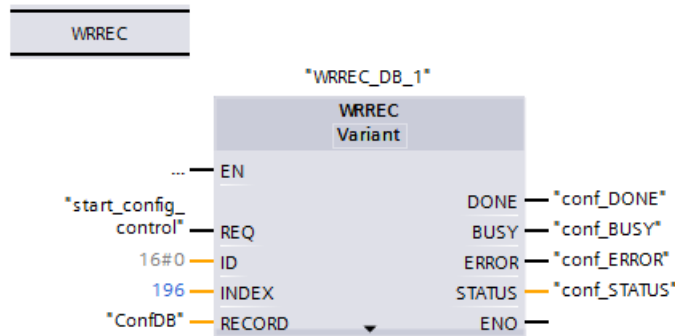 WRREC
"WRREC_DB_1"
WRREC
Variant
... EN
DONE "conf_DONE"
"start_config_
control" REQ
BUSY "conf_BUSY"
16#0 ID
ERROR "conf_ERROR"
196 INDEX
STATUS "conf_STATUS"
"ConfDB" RECORD
ENO